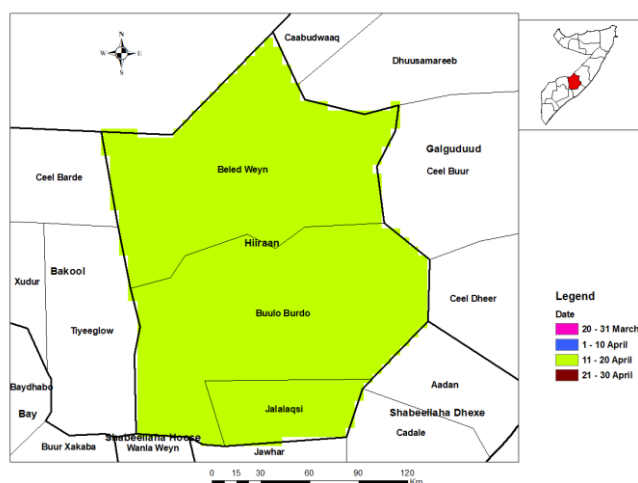 N
W E
S
Caabudwaaq
Dhuusamareeb
Galguduud
Ceel Buur
Ceel Barde
Beled Weyn
Hiiraan
Bakool
Xudur
Tiyeeglow
Buulo Burdo
Ceel Dheer
Baydhabo
Bay
Aadan
Jalalaqsi
Shabeellaha Dhexe
Cadale
Shabeellaha Hoose
Buur Xakaba
Wanla Weyn
Jawhar
0 15 30 60 90 120
Km
Legend
Date
20 - 31 March
1 - 10 April
11 - 20 April
21 - 30 April